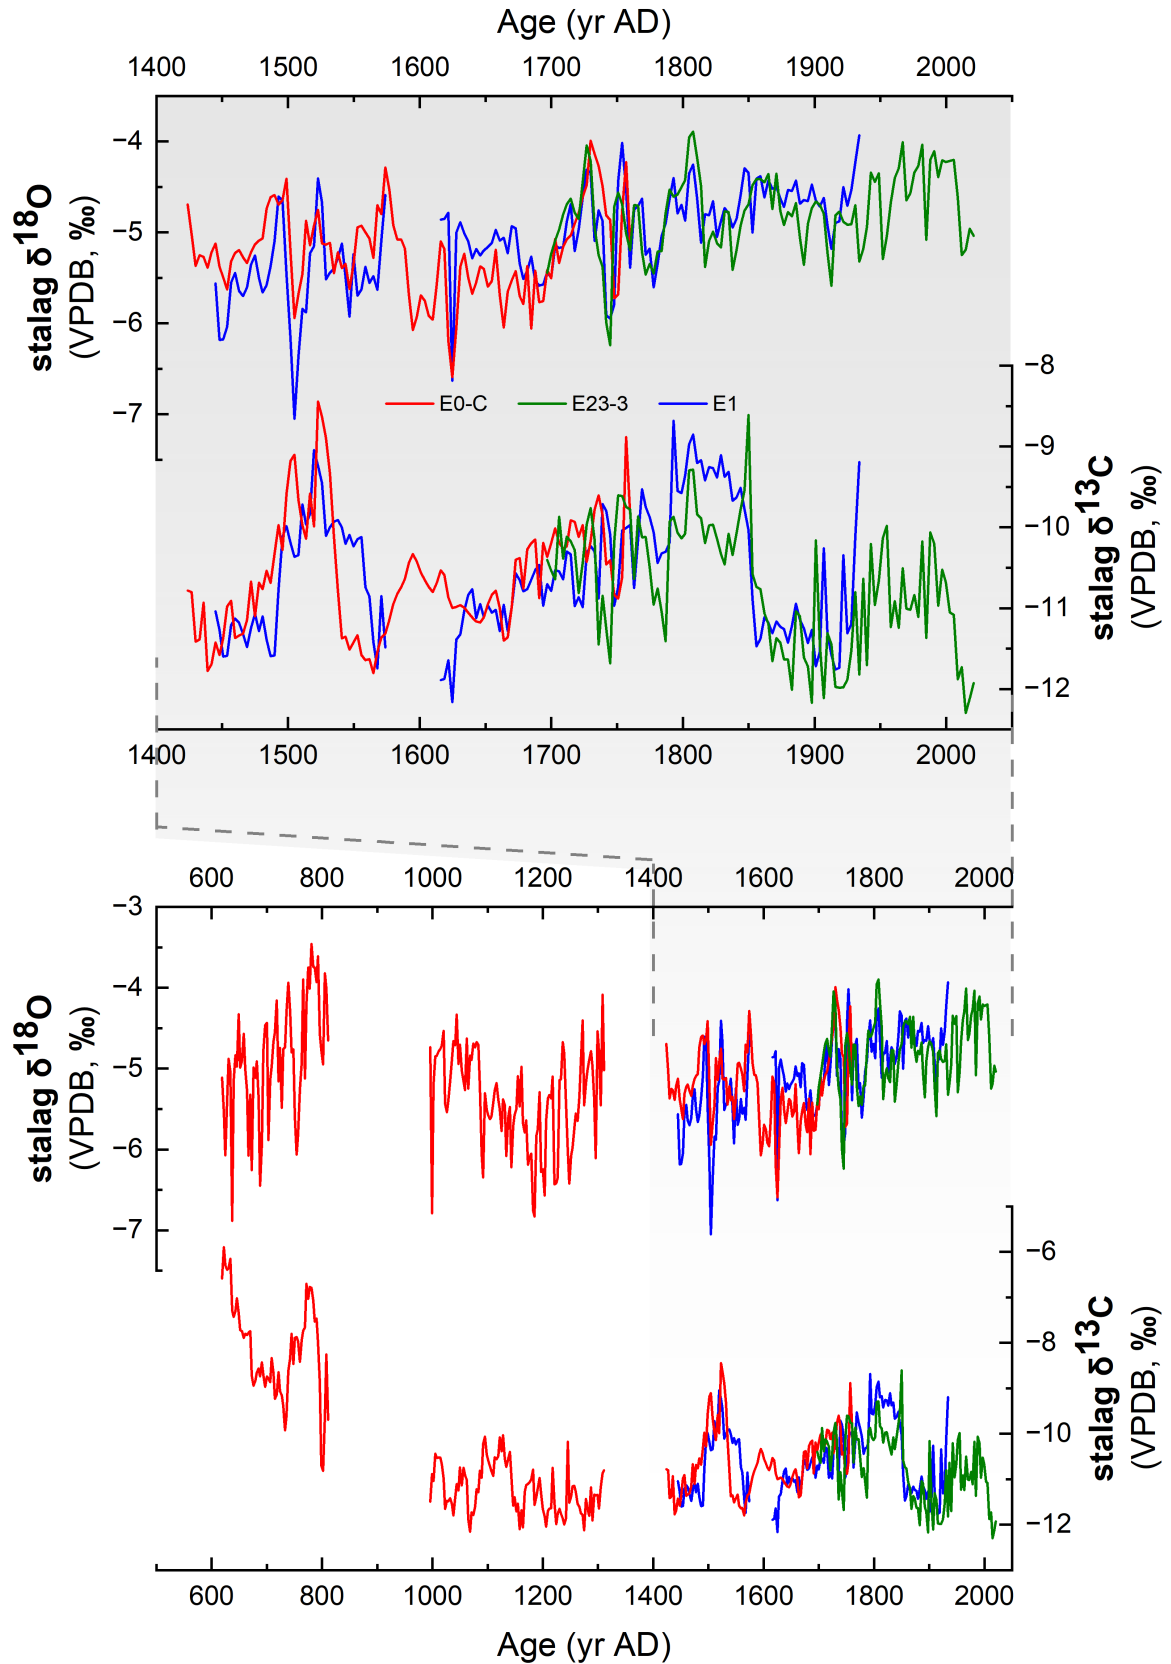 Age (yr AD)
1400 1500 1600 1700 1800 1900 2000
−4
−5
−6
−7
stalag δ18O
(VPDB, ‰)
E0-C E23-3 E1
−8
−9
−10
−11
−12
stalag δ13C
(VPDB, ‰)
1400 1500 1600 1700 1800 1900 2000
600 800 1000 1200 1400 1600 1800 2000
−3
−4
−5
−6
−7
stalag δ18O
(VPDB, ‰)
−6
−8
−10
−12
stalag δ13C
(VPDB, ‰)
600 800 1000 1200 1400 1600 1800 2000
Age (yr AD)